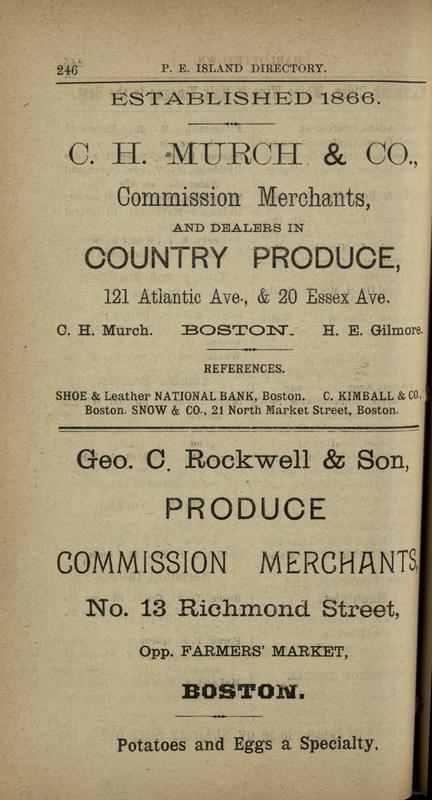 246 P. E. ISLAND DIRECTORY.
ESTABLISHED 1866.
C. H. MURCH & CO.,
Commission Merchants,
AND DEALERS IN
COUNTRY PRODUCE,
121 Atlantic Ave., & 20 Essex Ave.
C. H. Murch. BOSTON. H. E. Gilmore.
REFERENCES.
SHOE & Leather NATIONAL BANK, Boston. C. KIMBALL & CO.,
Boston. SNOW & CO., 21 North Market Street, Boston.
Geo. C. Rockwell & Son,
PRODUCE
COMMISSION MERCHANTS,
No. 13 Richmond Street,
Opp. FARMERS' MARKET,
BOSTON.
Potatoes and Eggs a Specialty.